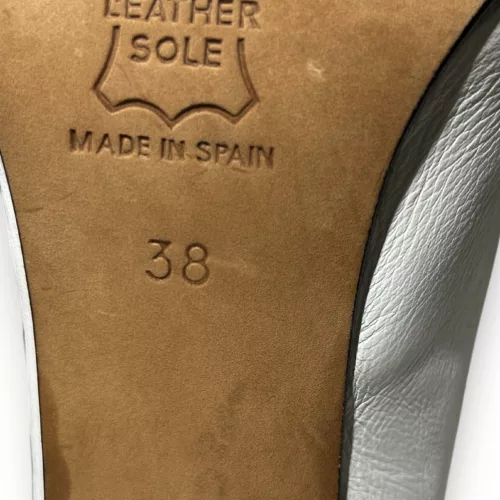 LEATHER
SOLE
MADE IN SPAIN
38